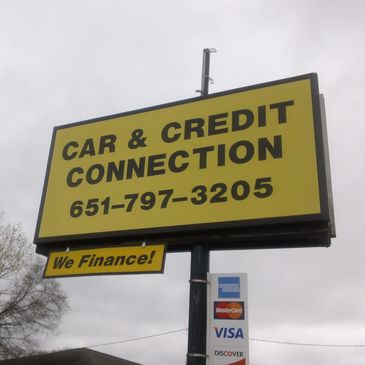 CAR & CREDIT
CONNECTION
651-797-3205
We Finance!
MasterCard
VISA
DISCOVER